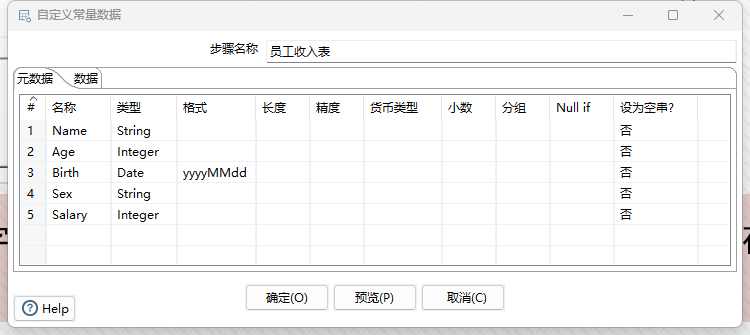 自定义常量数据
步骤名称 员工收入表
元数据 数据
# 名称 类型 格式 长度 精度 货币类型 小数 分组 Null if 设为空串?
1 Name String 否
2 Age Integer 否
3 Birth Date yyyyMMdd 否
4 Sex String 否
5 Salary Integer 否
确定(O) 预览(P) 取消(C)
Help